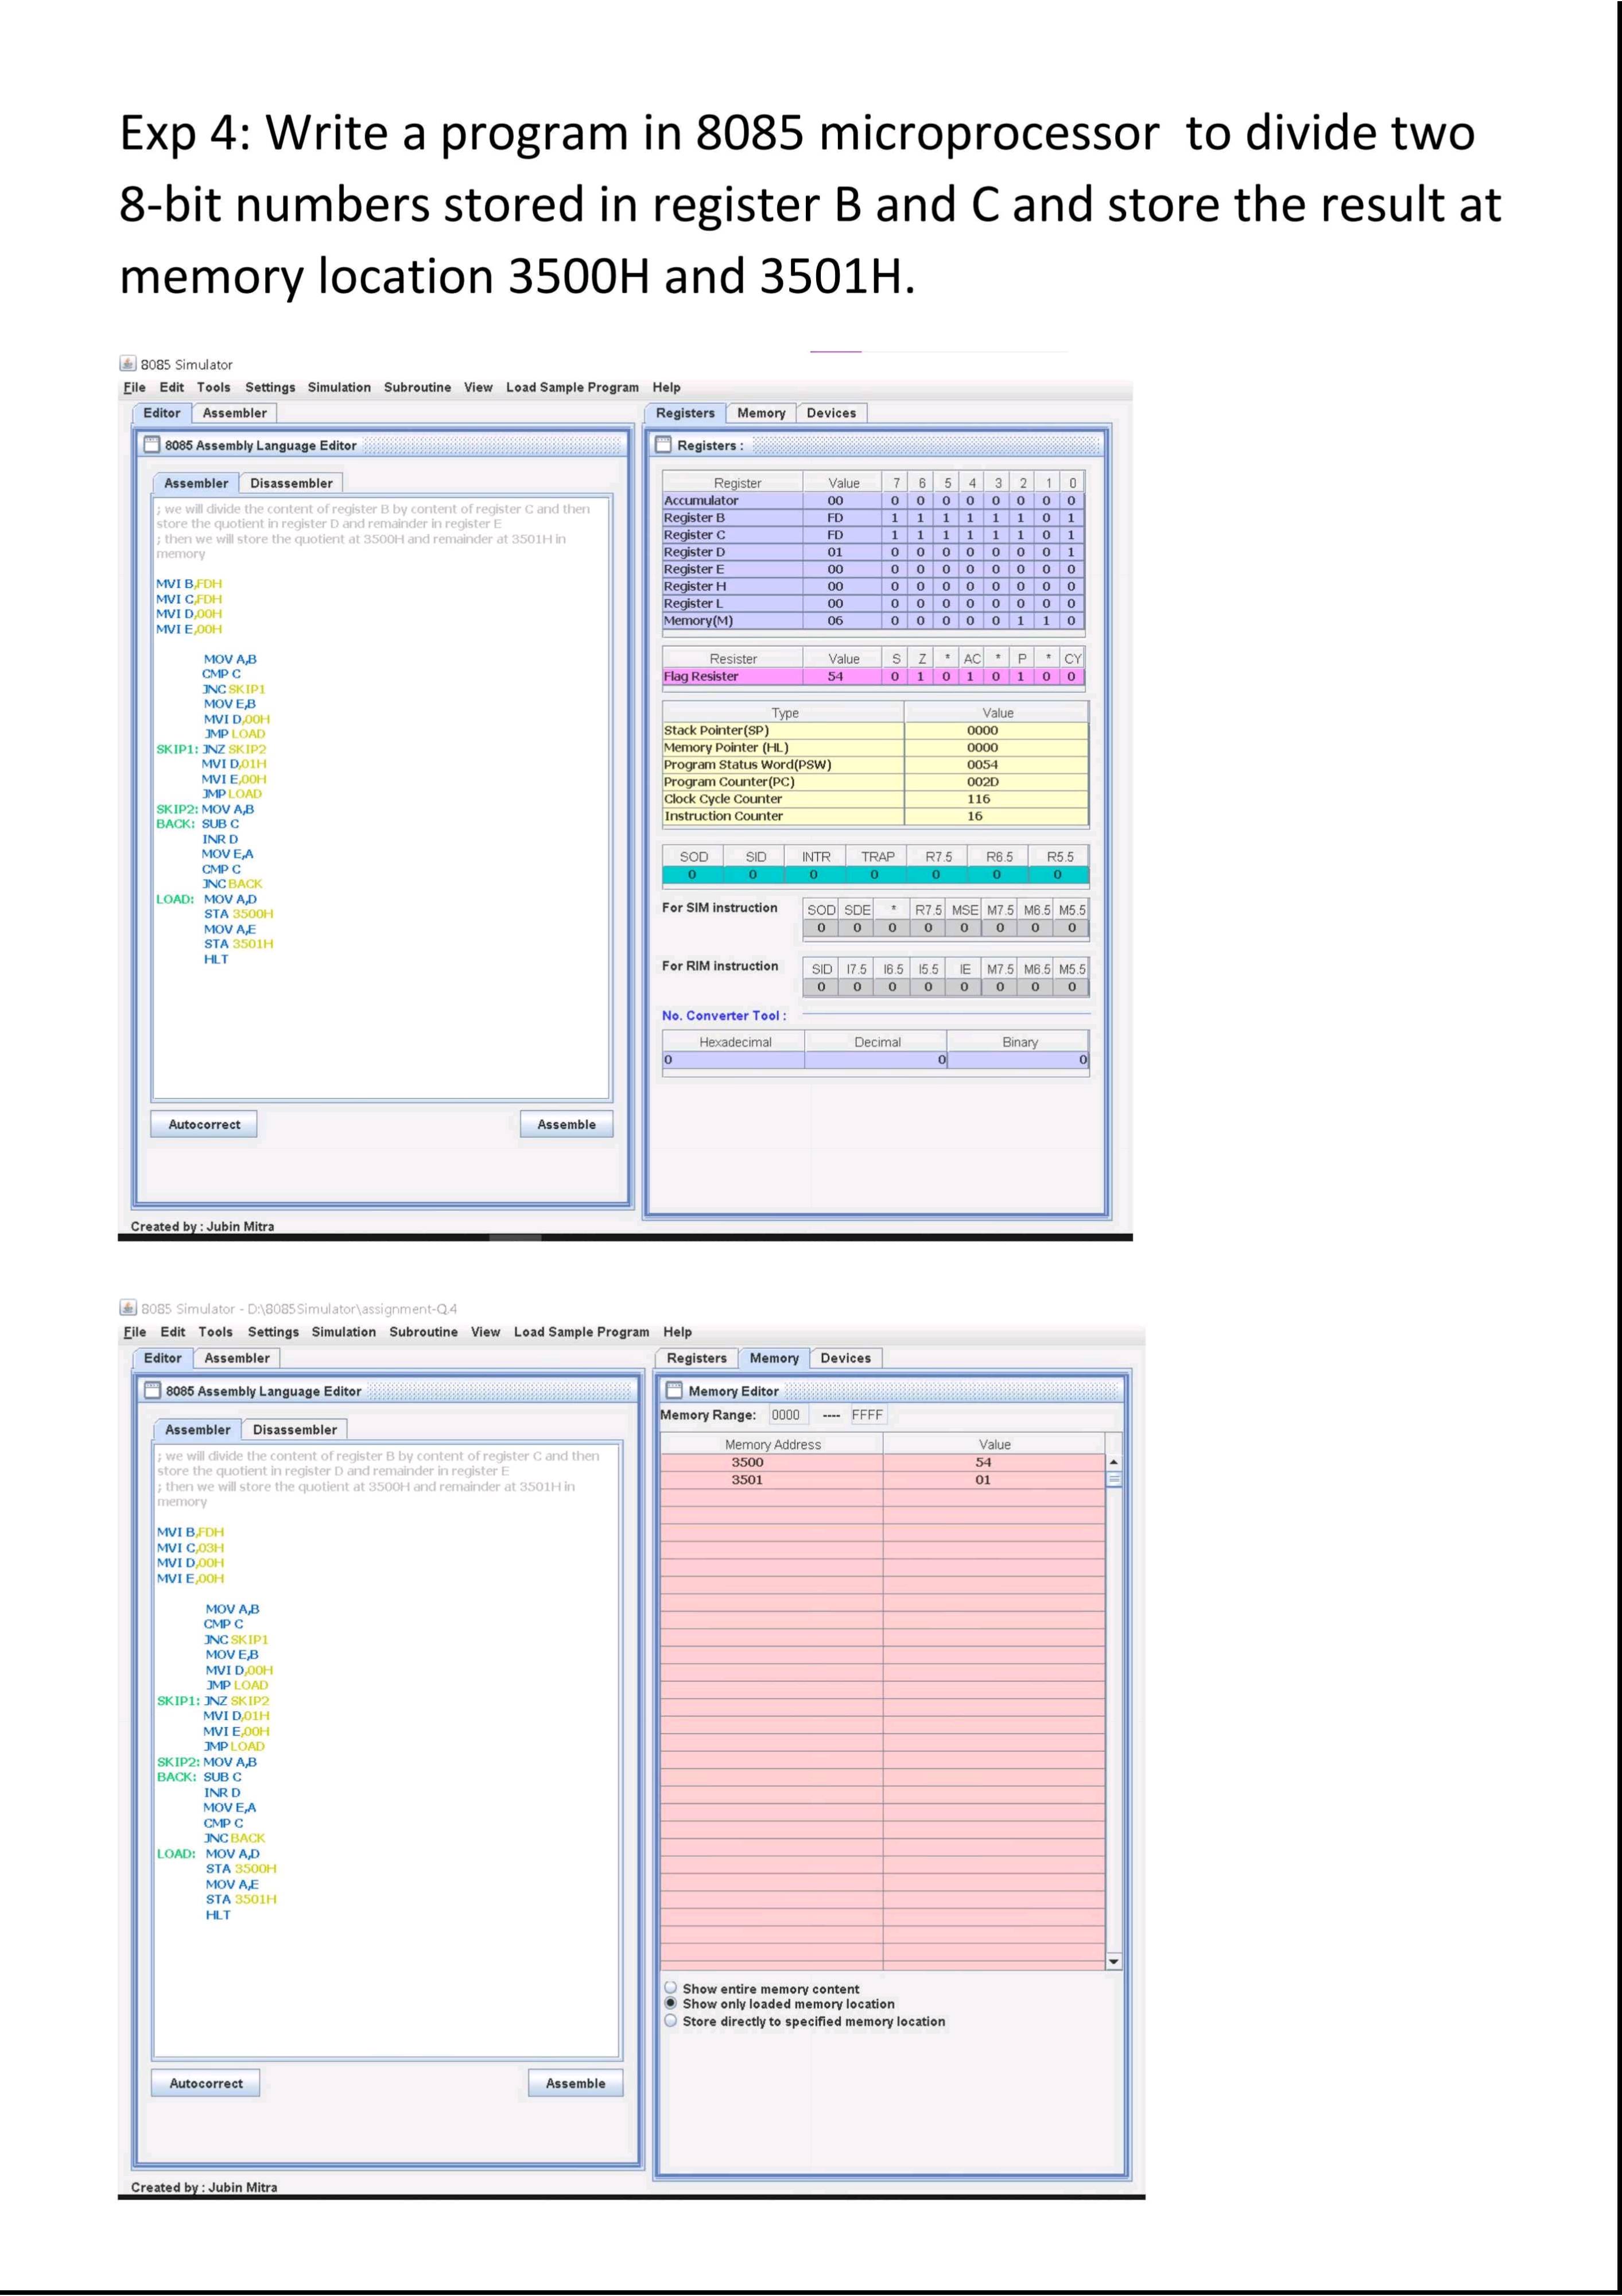 Exp 4: Write a program in 8085 microprocessor to divide two
8-bit numbers stored in register B and C and store the result at
memory location 3500H and 3501H.
8085 Simulator
File Edit Tools Settings Simulation Subroutine View Load Sample Program Help
Editor Assembler
8085 Assembly Language Editor
Assembler Disassembler
; we will divide the content of register B by content of register C and then
store the quotient in register D and remainder in register E
; then we will store the quotient at 3500H and remainder at 3501H in
memory
MVI B,FDH
MVI C,FDH
MVI D,00H
MVI E,00H
MOV A,B
CMP C
JNC SKIP1
MOV E,B
MVI D,00H
JMP LOAD
SKIP1: JNZ SKIP2
MVI D,01H
MVI E,00H
JMP LOAD
SKIP2: MOV A,B
BACK: SUB C
INR D
MOV E,A
CMP C
JNC BACK
LOAD: MOV A,D
STA 3500H
MOV A,E
STA 3501H
HLT
Autocorrect Assemble
Registers Memory Devices
Registers :
Register Value 7 6 5 4 3 2 1 0
Accumulator 00 0 0 0 0 0 0 0 0
Register B FD 1 1 1 1 1 1 0 1
Register C FD 1 1 1 1 1 1 0 1
Register D 01 0 0 0 0 0 0 0 1
Register E 00 0 0 0 0 0 0 0 0
Register H 00 0 0 0 0 0 0 0 0
Register L 00 0 0 0 0 0 0 0 0
Memory(M) 06 0 0 0 0 0 1 1 0
Resister Value S Z * AC * P * CY
Flag Resister 54 0 1 0 1 0 1 0 0
Type Value
Stack Pointer(SP) 0000
Memory Pointer (HL) 0000
Program Status Word(PSW) 0054
Program Counter(PC) 002D
Clock Cycle Counter 116
Instruction Counter 16
SOD SID INTR TRAP R7.5 R6.5 R5.5
0 0 0 0 0 0 0
For SIM instruction SOD SDE * R7.5 MSE M7.5 M6.5 M5.5
0 0 0 0 0 0 0 0
For RIM instruction SID I7.5 I6.5 I5.5 IE M7.5 M6.5 M5.5
0 0 0 0 0 0 0 0
No. Converter Tool :
Hexadecimal Decimal Binary
0 0 0
Created by : Jubin Mitra
8085 Simulator - D:\8085Simulator\assignment-Q.4
File Edit Tools Settings Simulation Subroutine View Load Sample Program Help
Editor Assembler
8085 Assembly Language Editor
Assembler Disassembler
; we will divide the content of register B by content of register C and then
store the quotient in register D and remainder in register E
; then we will store the quotient at 3500H and remainder at 3501H in
memory
MVI B,FDH
MVI C,03H
MVI D,00H
MVI E,00H
MOV A,B
CMP C
JNC SKIP1
MOV E,B
MVI D,00H
JMP LOAD
SKIP1: JNZ SKIP2
MVI D,01H
MVI E,00H
JMP LOAD
SKIP2: MOV A,B
BACK: SUB C
INR D
MOV E,A
CMP C
JNC BACK
LOAD: MOV A,D
STA 3500H
MOV A,E
STA 3501H
HLT
Autocorrect Assemble
Registers Memory Devices
Memory Editor
Memory Range: 0000 ---- FFFF
Memory Address Value
3500 54
3501 01
Show entire memory content
Show only loaded memory location
Store directly to specified memory location
Created by : Jubin Mitra